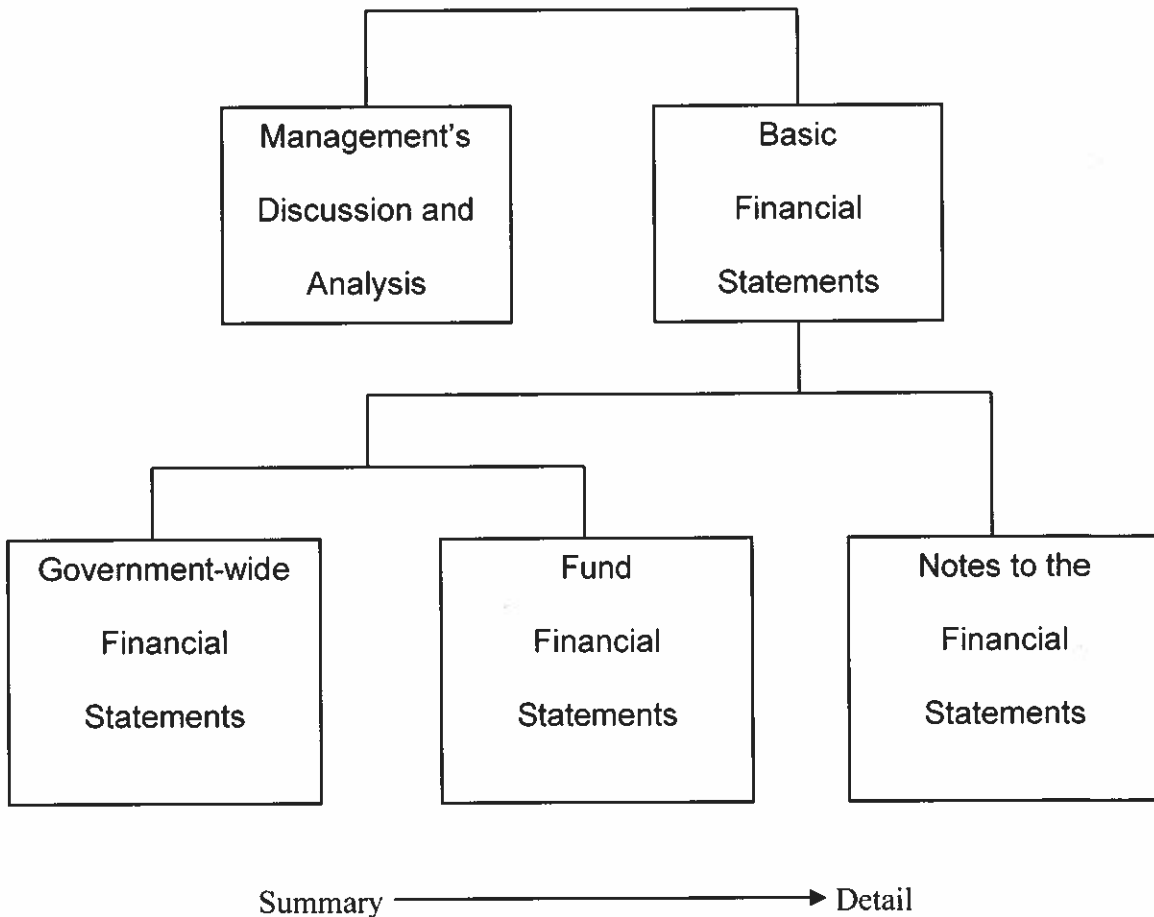 Management's
Discussion and
Analysis
Basic
Financial
Statements
Government-wide
Financial
Statements
Fund
Financial
Statements
Notes to the
Financial
Statements
Summary
Detail